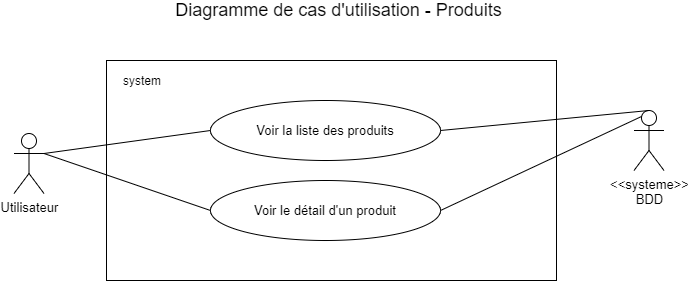 Diagramme de cas d'utilisation - Produits
system
Voir la liste des produits
Voir le détail d'un produit
Utilisateur
<<systeme>>
BDD